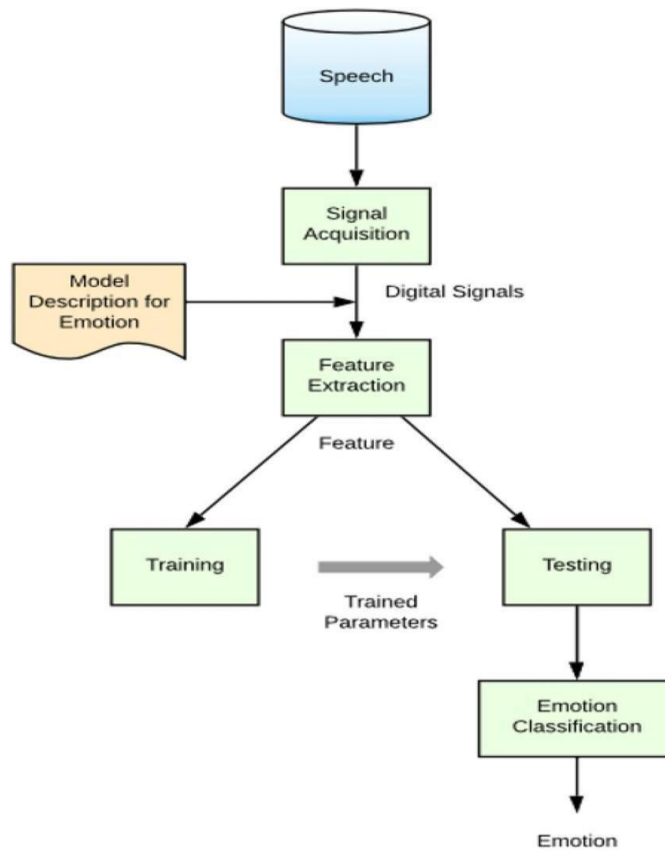 Speech
Signal
Acquisition
Model
Description for
Emotion
Digital Signals
Feature
Extraction
Feature
Training
Trained
Parameters
Testing
Emotion
Classification
Emotion